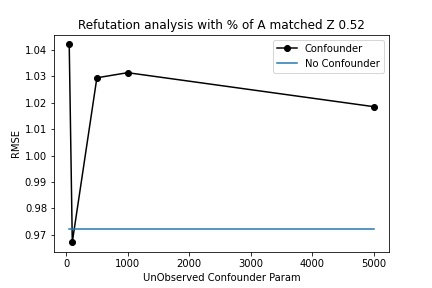 Refutation analysis with % of A matched Z 0.52
Confounder
No Confounder
RMSE
1.04
1.03
1.02
1.01
1.00
0.99
0.98
0.97
0
1000
2000
3000
4000
5000
UnObserved Confounder Param